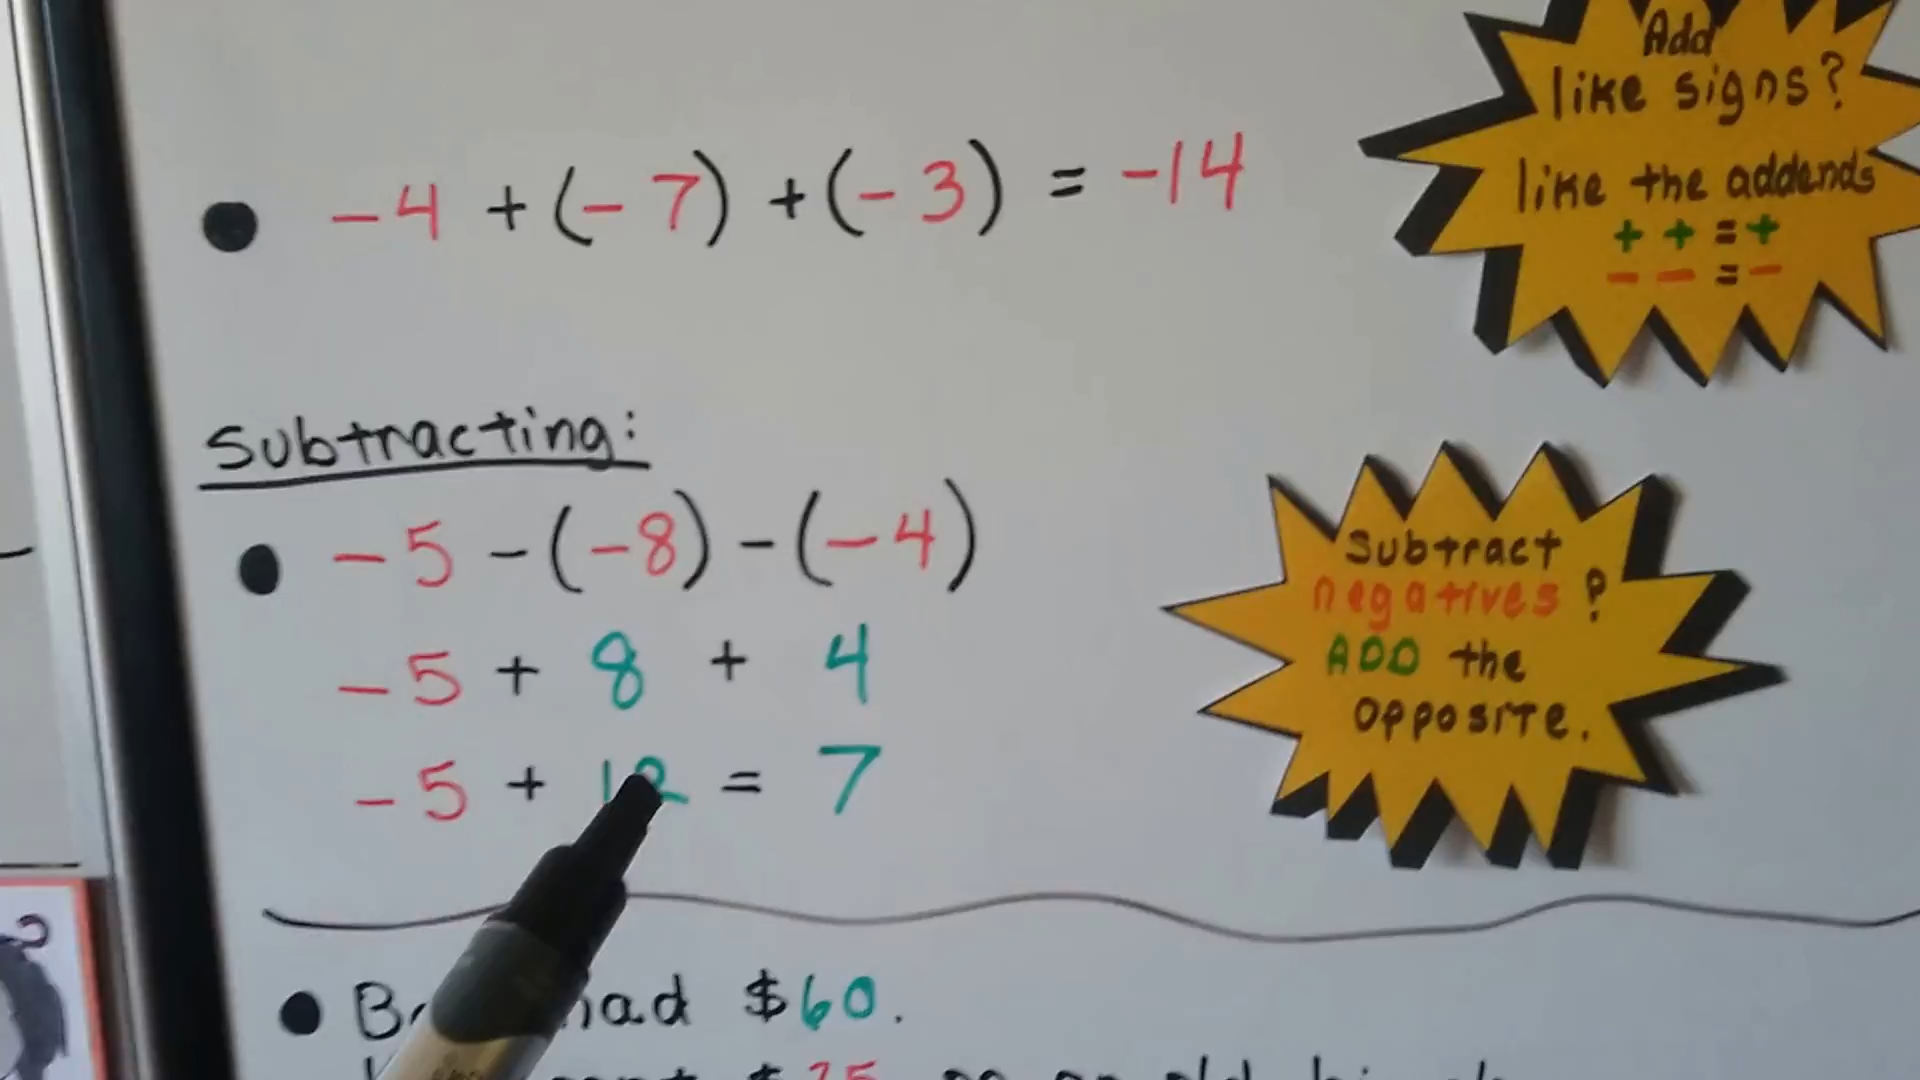 Add
like signs?
like the addends
+ + = +
- - = -
-4 + (-7) + (-3) = -14
Subtracting:
-5 - (-8) - (-4)
-5 + 8 + 4
-5 + 12 = 7
Subtract
negatives?
ADD the
opposite.
had $60.